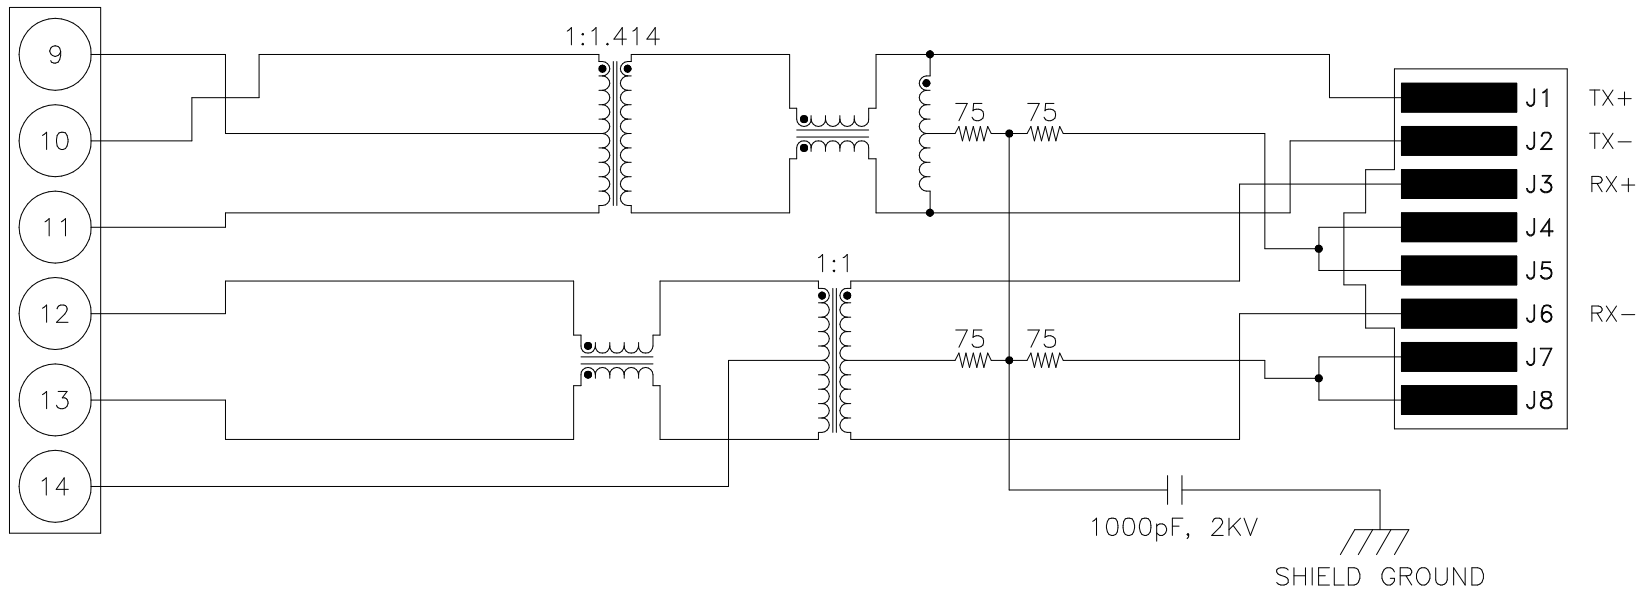 1:1.414
9
10
11
12
13
14
75 75
1:1
75 75
1000pF, 2KV
SHIELD GROUND
J1 TX+
J2 TX-
J3 RX+
J4
J5
J6 RX-
J7
J8